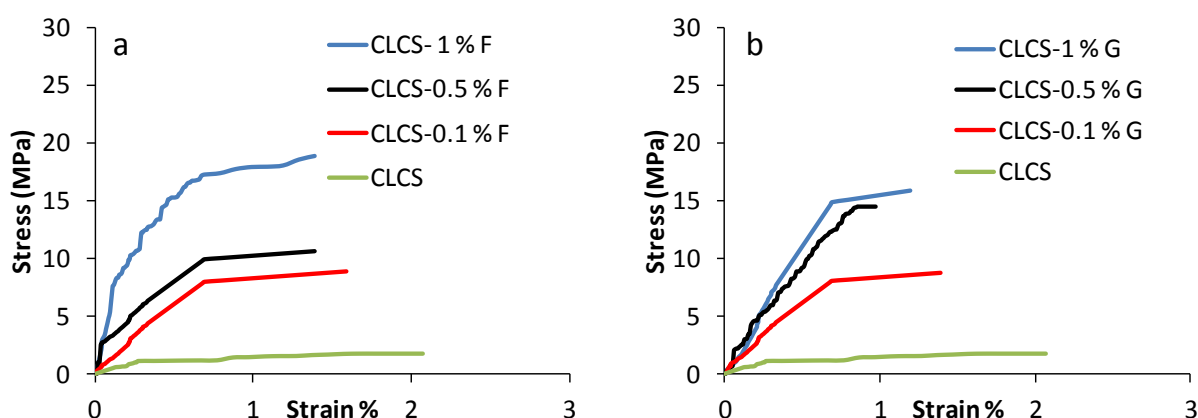 a
Stress (MPa)
30
25
20
15
10
5
0
0
1
2
3
Strain %
CLCS- 1 % F
CLCS-0.5 % F
CLCS-0.1 % F
CLCS
b
Stress (MPa)
30
25
20
15
10
5
0
0
1
2
3
Strain %
CLCS-1 % G
CLCS-0.5 % G
CLCS-0.1 % G
CLCS